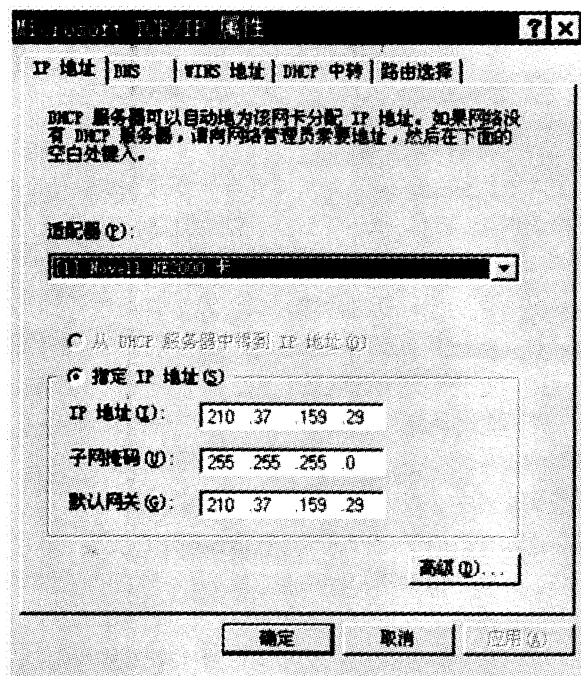 Microsoft TCP/IP 属性
IP 地址 DNS WINS 地址 DHCP 中转 路由选择
DHCP 服务器可以自动地为该网卡分配 IP 地址。如果网络没
有 DHCP 服务器，请向网络管理员索要地址，然后在下面的
空白处键入。
适配器(P):
[1] Novell NE2000 卡
从 DHCP 服务器中得到 IP 地址(O)
指定 IP 地址(S)
IP 地址(I): 210 .37 .159 .29
子网掩码(U): 255 .255 .255 .0
默认网关(G): 210 .37 .159 .29
高级(D)...
确定 取消 应用(A)